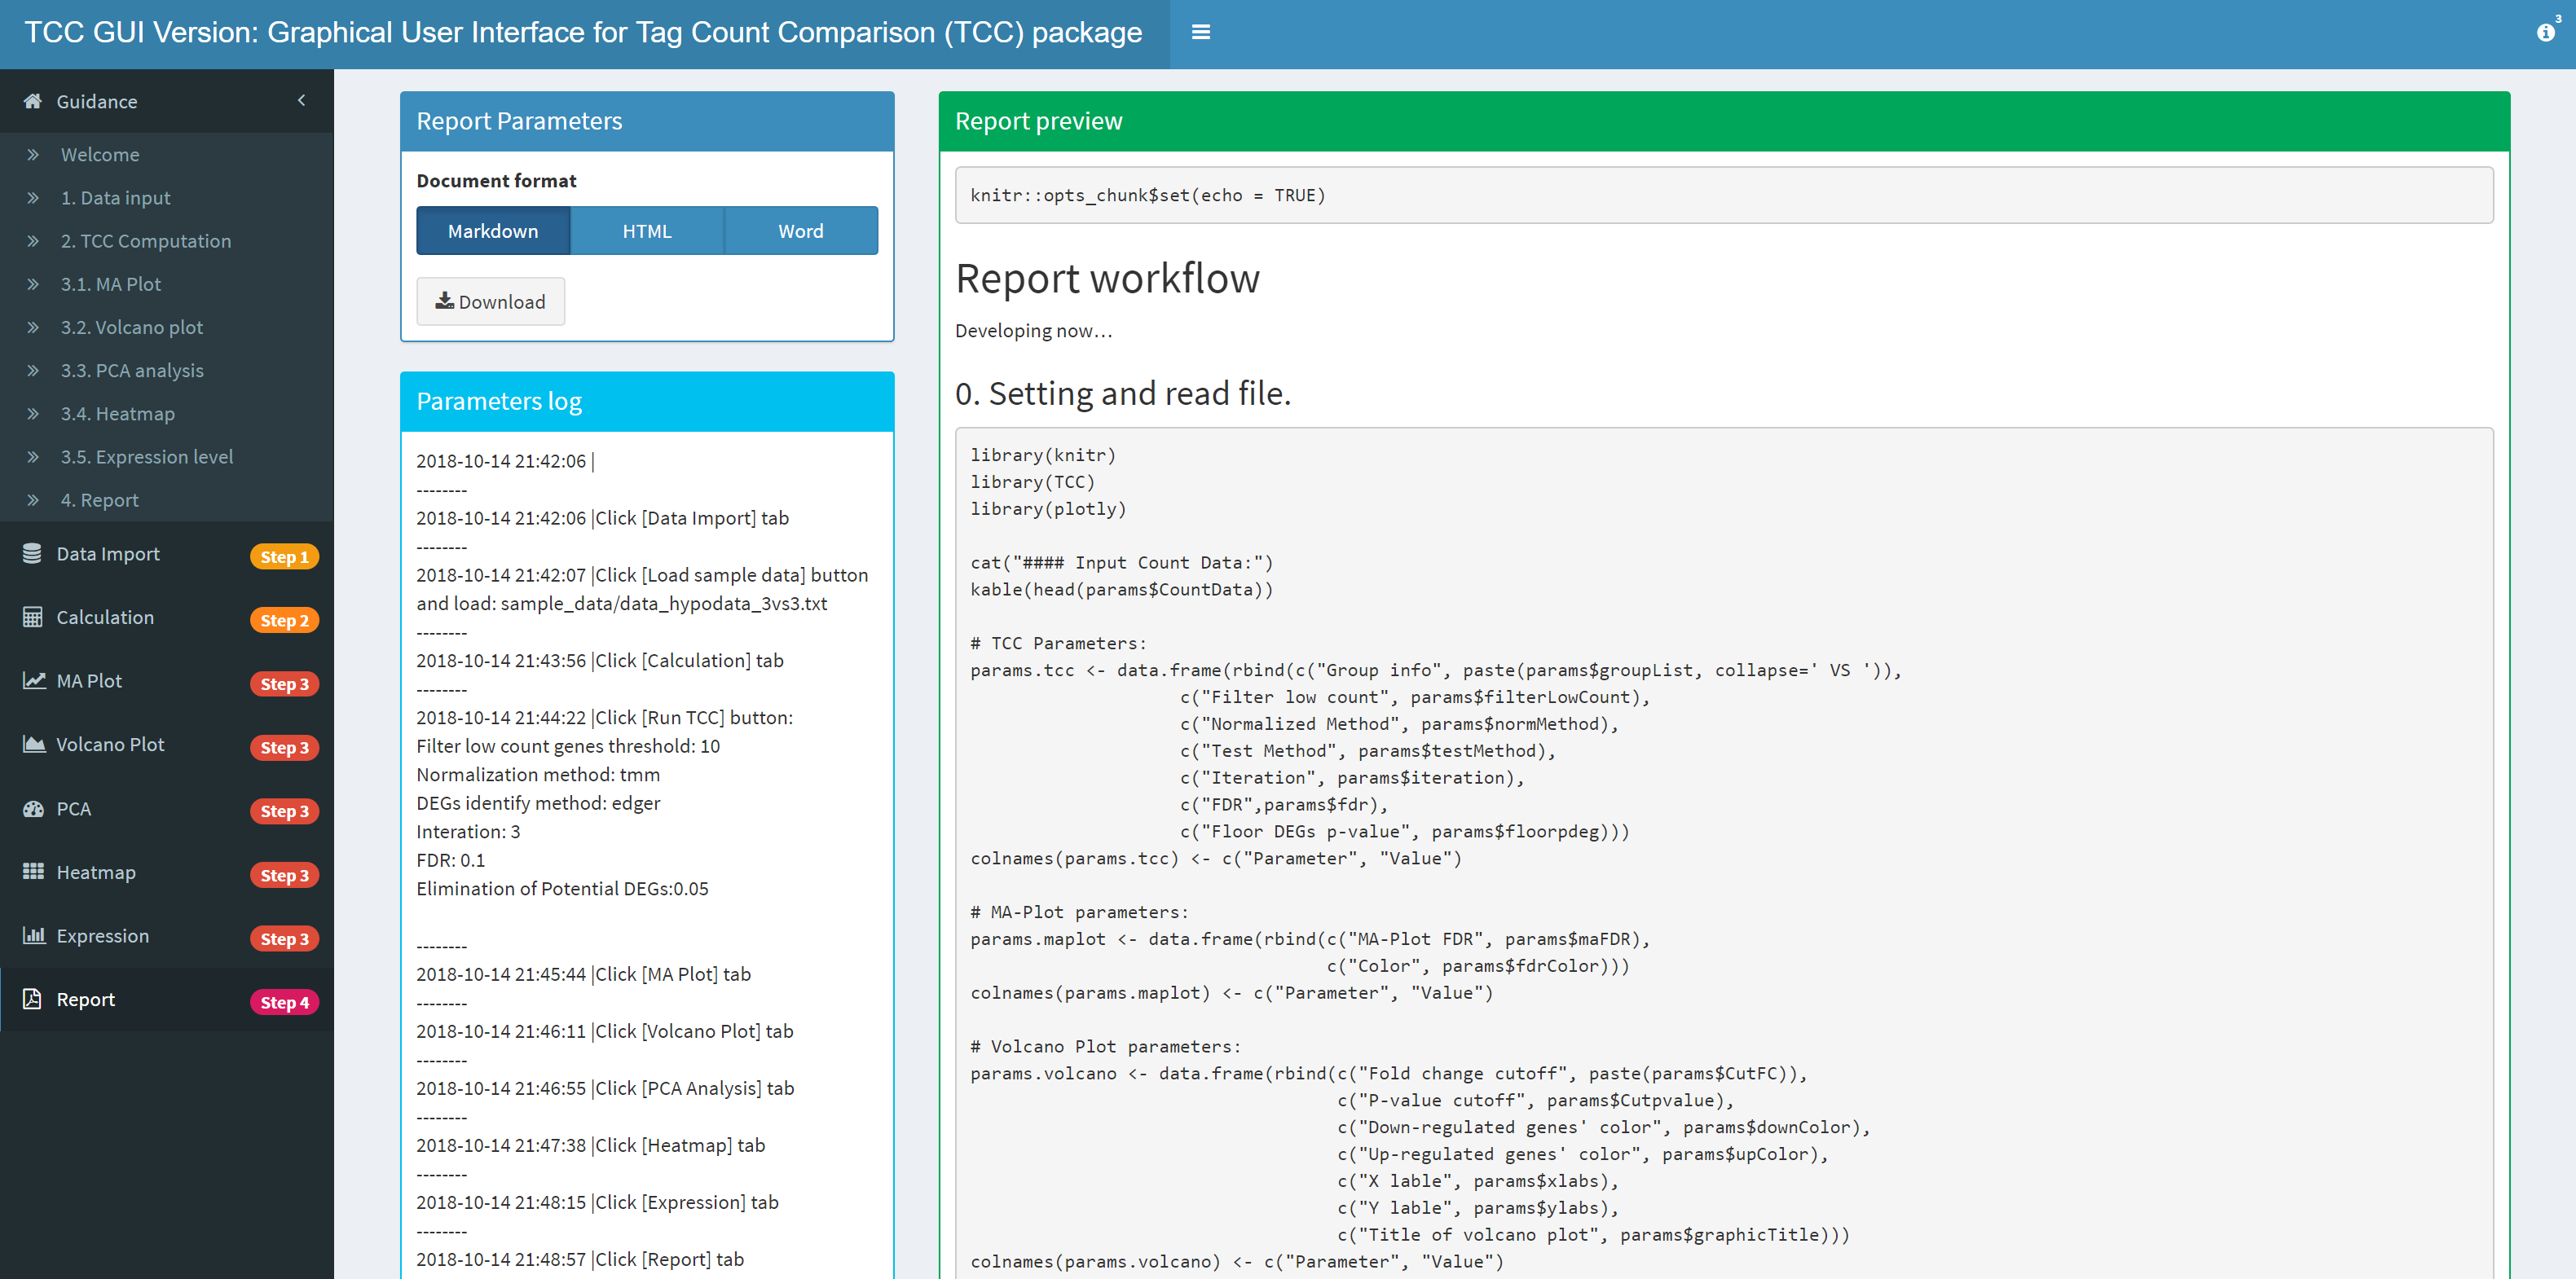 TCC GUI Version: Graphical User Interface for Tag Count Comparison (TCC) package
3
Guidance
Welcome
1. Data input
2. TCC Computation
3.1. MA Plot
3.2. Volcano plot
3.3. PCA analysis
3.4. Heatmap
3.5. Expression level
4. Report
Data Import Step 1
Calculation Step 2
MA Plot Step 3
Volcano Plot Step 3
PCA Step 3
Heatmap Step 3
Expression Step 3
Report Step 4
Report Parameters
Document format
Markdown HTML Word
Download
Parameters log
2018-10-14 21:42:06 |
--------
2018-10-14 21:42:06 |Click [Data Import] tab
--------
2018-10-14 21:42:07 |Click [Load sample data] button
and load: sample_data/data_hypodata_3vs3.txt
--------
2018-10-14 21:43:56 |Click [Calculation] tab
--------
2018-10-14 21:44:22 |Click [Run TCC] button:
Filter low count genes threshold: 10
Normalization method: tmm
DEGs identify method: edger
Interation: 3
FDR: 0.1
Elimination of Potential DEGs:0.05
--------
2018-10-14 21:45:44 |Click [MA Plot] tab
--------
2018-10-14 21:46:11 |Click [Volcano Plot] tab
--------
2018-10-14 21:46:55 |Click [PCA Analysis] tab
--------
2018-10-14 21:47:38 |Click [Heatmap] tab
--------
2018-10-14 21:48:15 |Click [Expression] tab
--------
2018-10-14 21:48:57 |Click [Report] tab
Report preview
knitr::opts_chunk$set(echo = TRUE)
Report workflow
Developing now…
0. Setting and read file.
library(knitr)
library(TCC)
library(plotly)
cat("#### Input Count Data:")
kable(head(params$CountData))
# TCC Parameters:
params.tcc <- data.frame(rbind(c("Group info", paste(params$groupList, collapse=' VS ')),
c("Filter low count", params$filterLowCount),
c("Normalized Method", params$normMethod),
c("Test Method", params$testMethod),
c("Iteration", params$iteration),
c("FDR",params$fdr),
c("Floor DEGs p-value", params$floorpdeg)))
colnames(params.tcc) <- c("Parameter", "Value")
# MA-Plot parameters:
params.maplot <- data.frame(rbind(c("MA-Plot FDR", params$maFDR),
c("Color", params$fdrColor)))
colnames(params.maplot) <- c("Parameter", "Value")
# Volcano Plot parameters:
params.volcano <- data.frame(rbind(c("Fold change cutoff", paste(params$CutFC)),
c("P-value cutoff", params$Cutpvalue),
c("Down-regulated genes' color", params$downColor),
c("Up-regulated genes' color", params$upColor),
c("X lable", params$xlabs),
c("Y lable", params$ylabs),
c("Title of volcano plot", params$graphicTitle)))
colnames(params.volcano) <- c("Parameter", "Value")